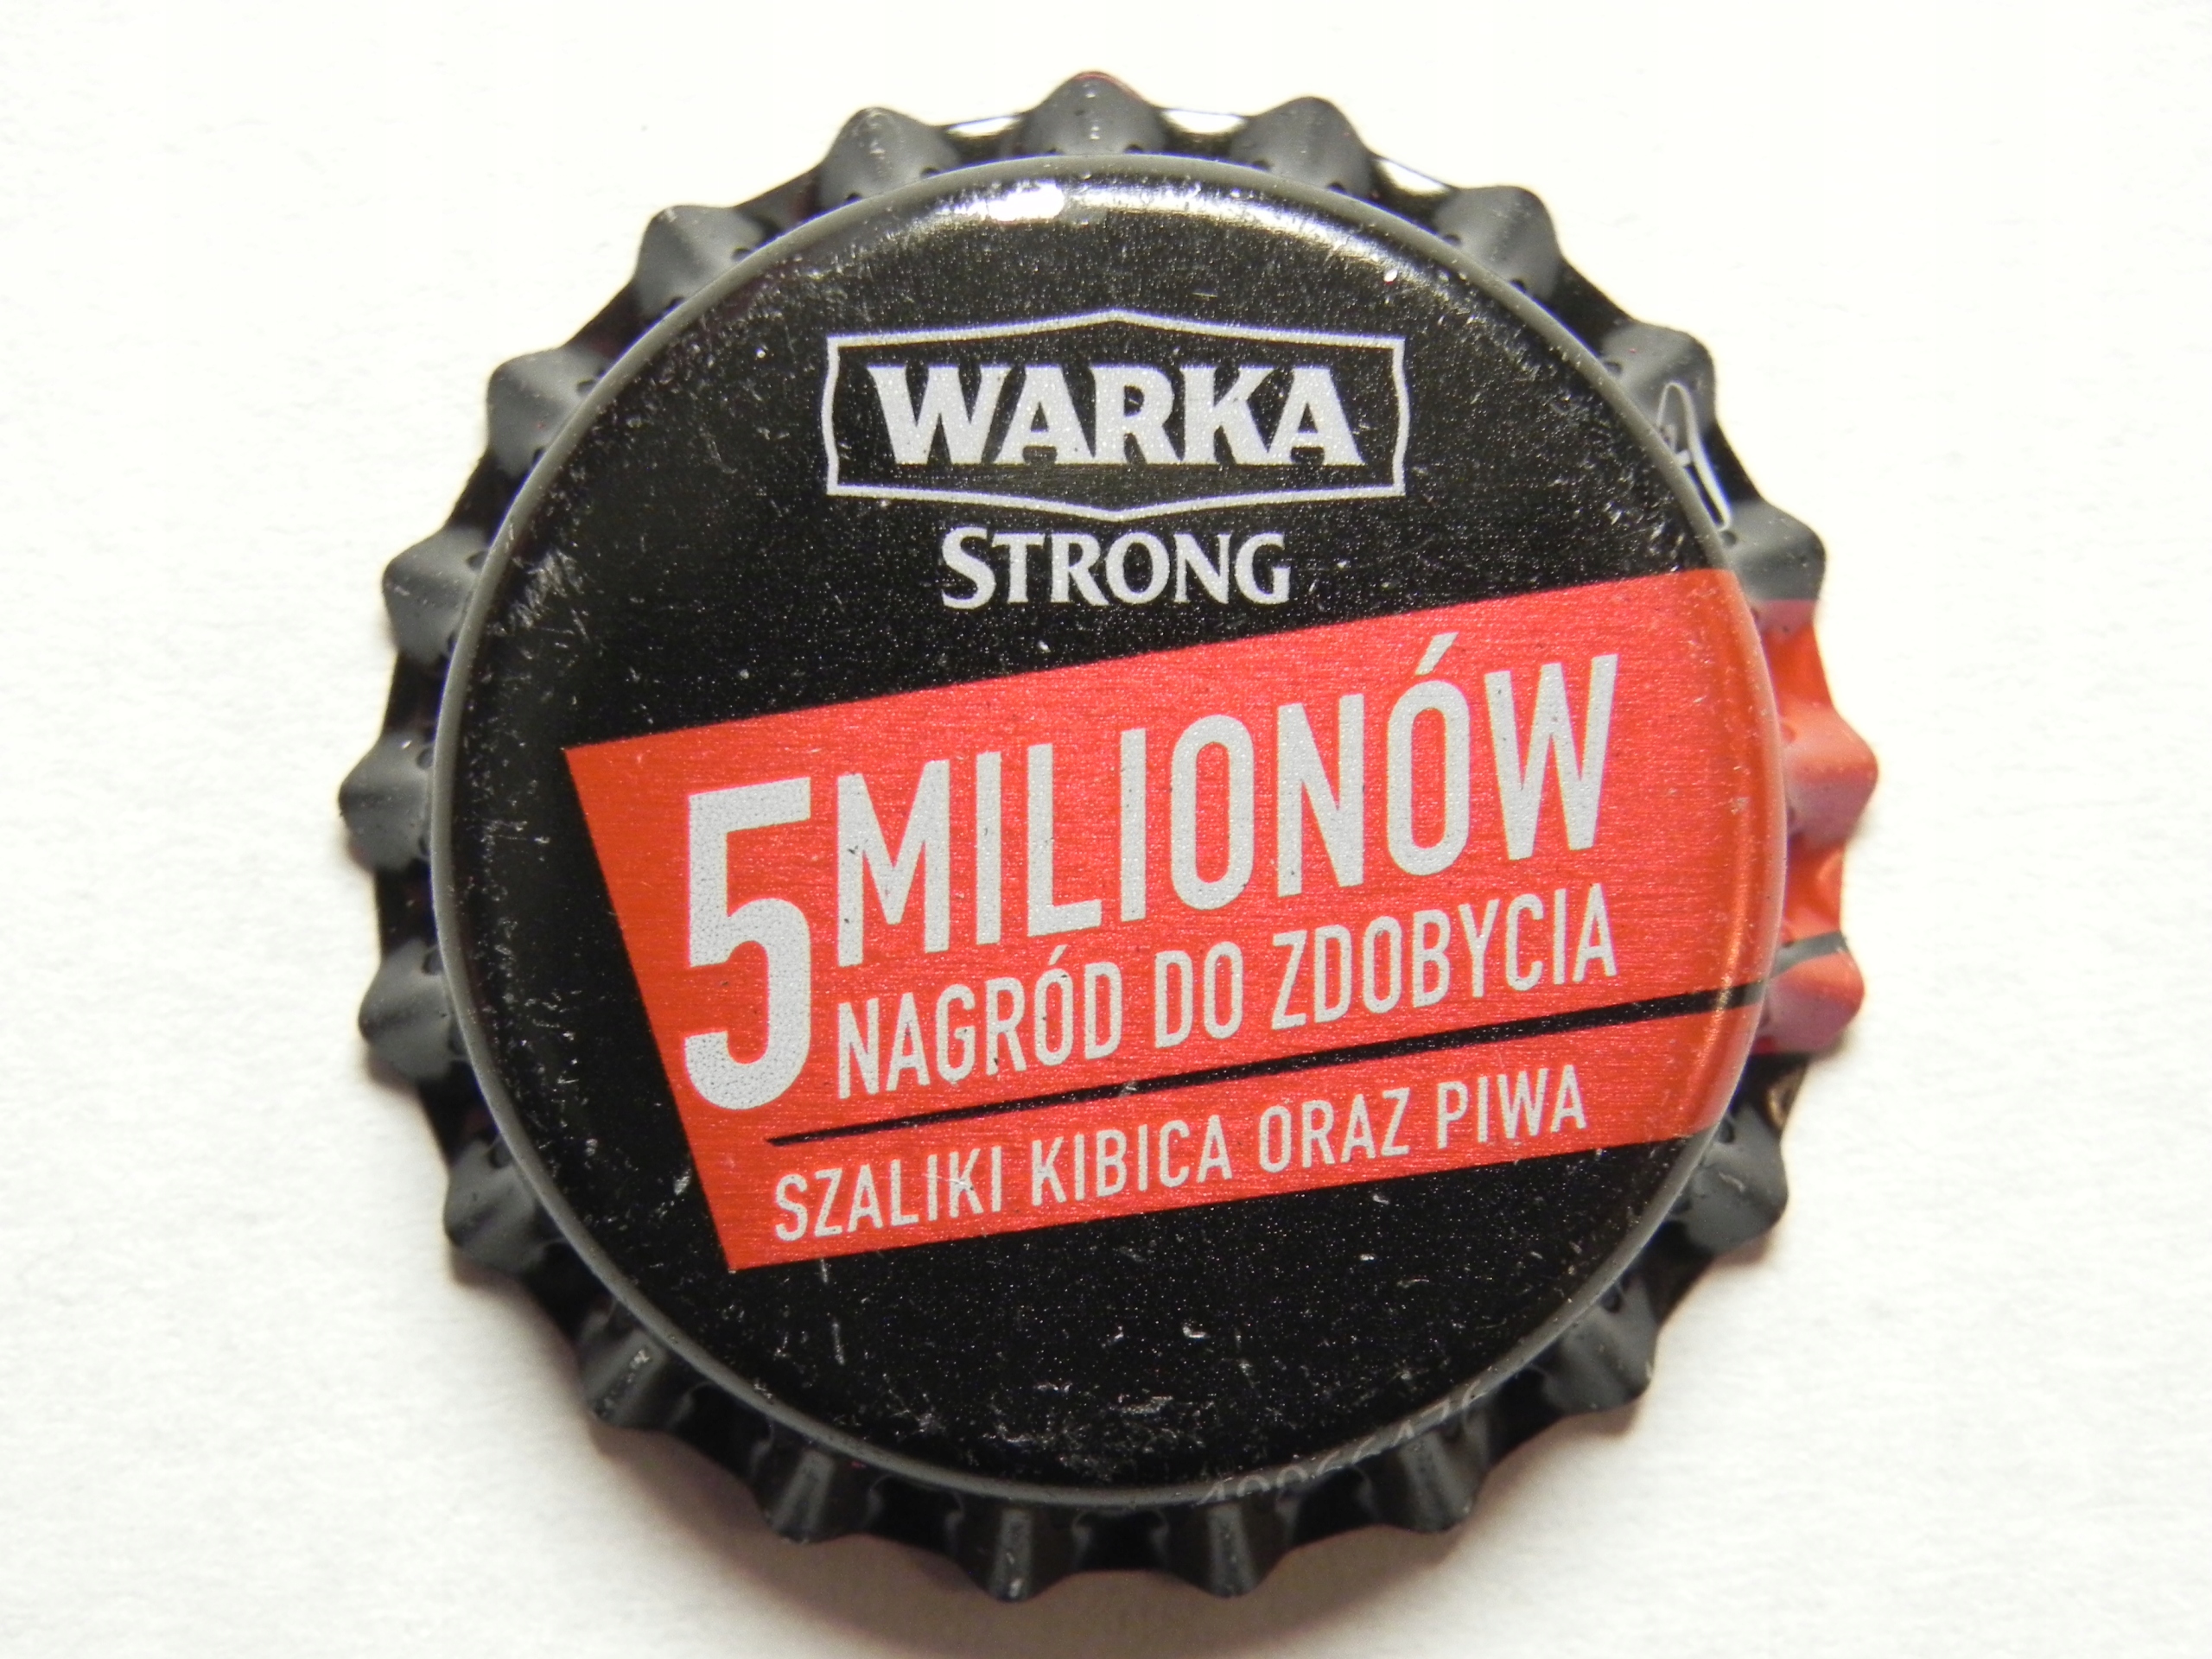 WARKA
STRONG
5 MILIONÓW
NAGRÓD DO ZDOBYCIA
SZALIKI KIBICA ORAZ PIWA